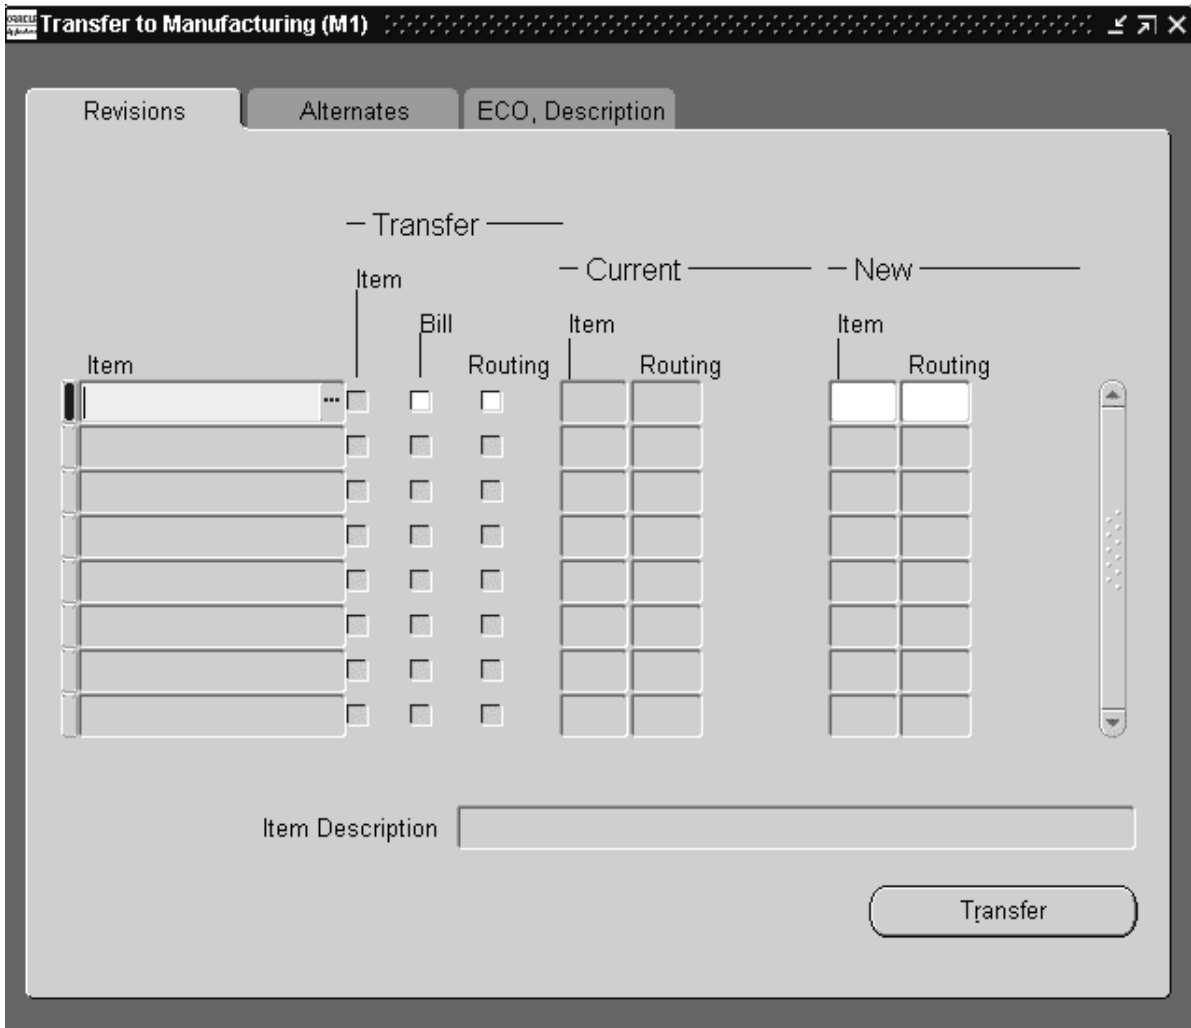 Transfer to Manufacturing (M1)
Revisions
Alternates
ECO, Description
Transfer
Item
Current
New
Bill
Item
Item
Item
Routing
Routing
Routing
Item Description
Transfer